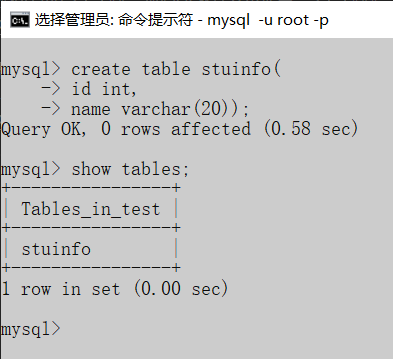 选择管理员: 命令提示符 - mysql  -u root -p
mysql> create table stuinfo(
    -> id int,
    -> name varchar(20));
Query OK, 0 rows affected (0.58 sec)
mysql> show tables;
+----------------+
| Tables_in_test |
+----------------+
| stuinfo        |
+----------------+
1 row in set (0.00 sec)
mysql>